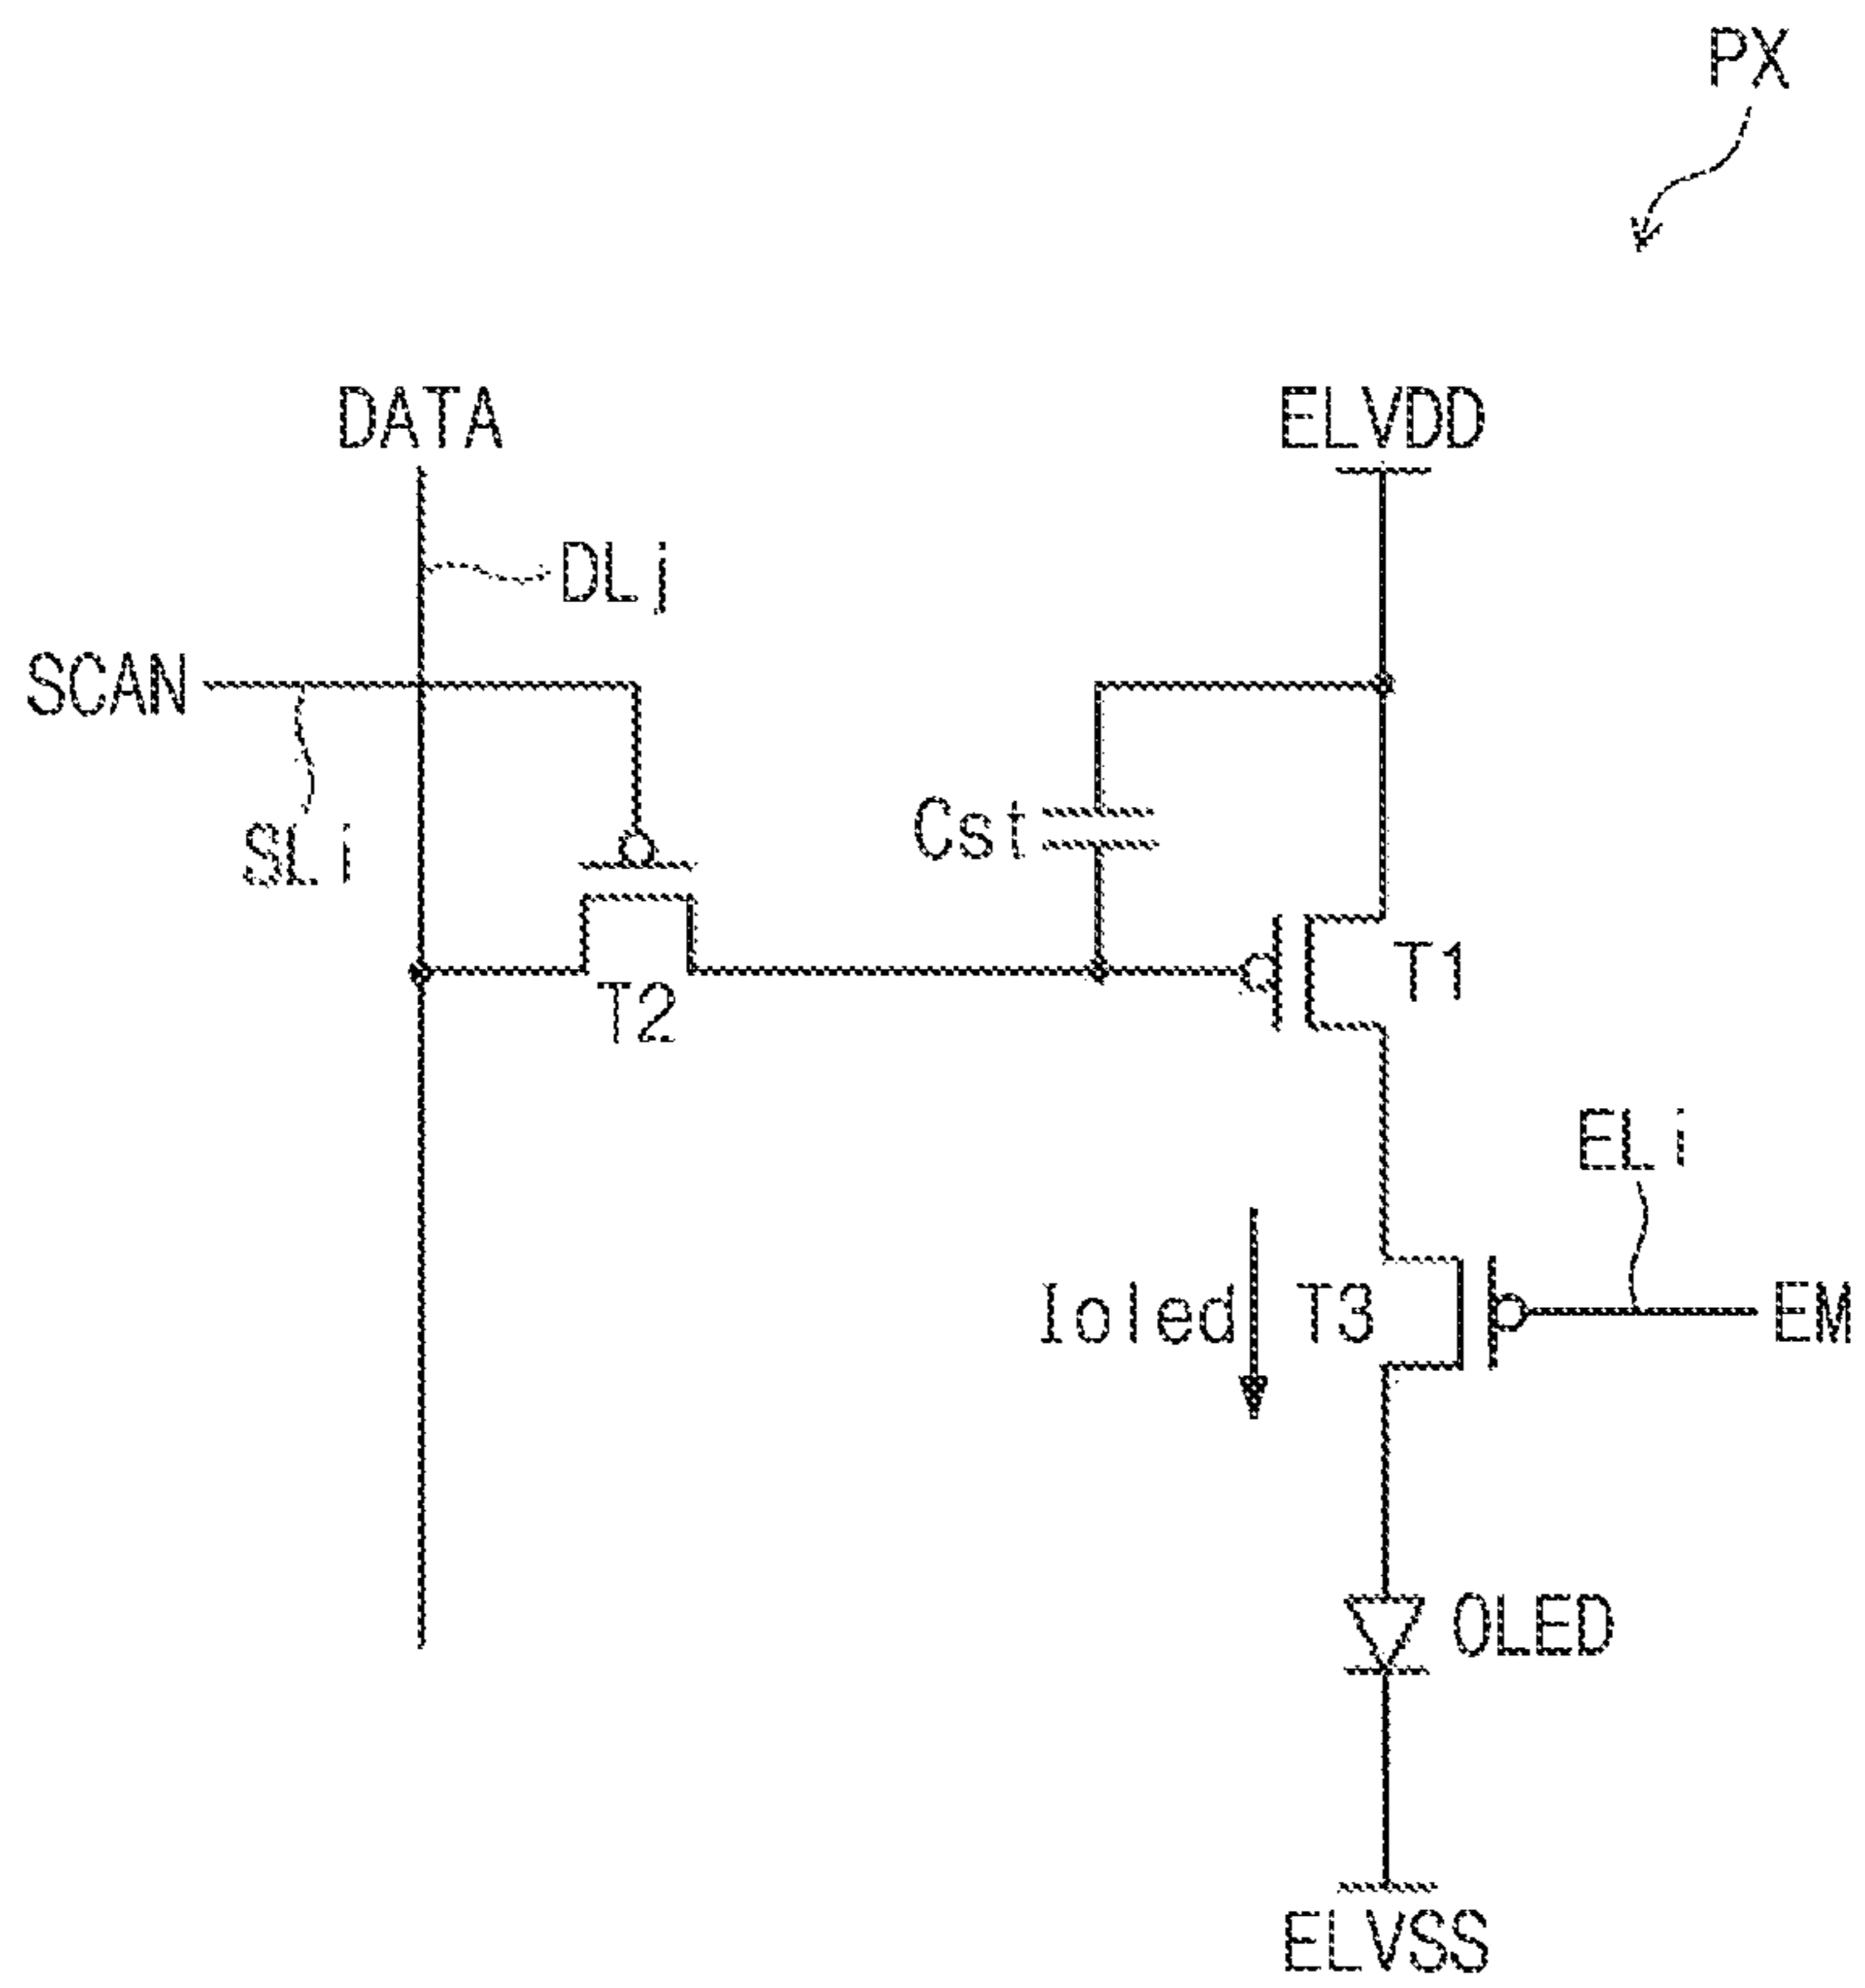 PX
DATA
ELVDD
DLj
SCAN
SLi
Cst
T1
T2
ELi
Ioled
T3
EM
OLED
ELVSS